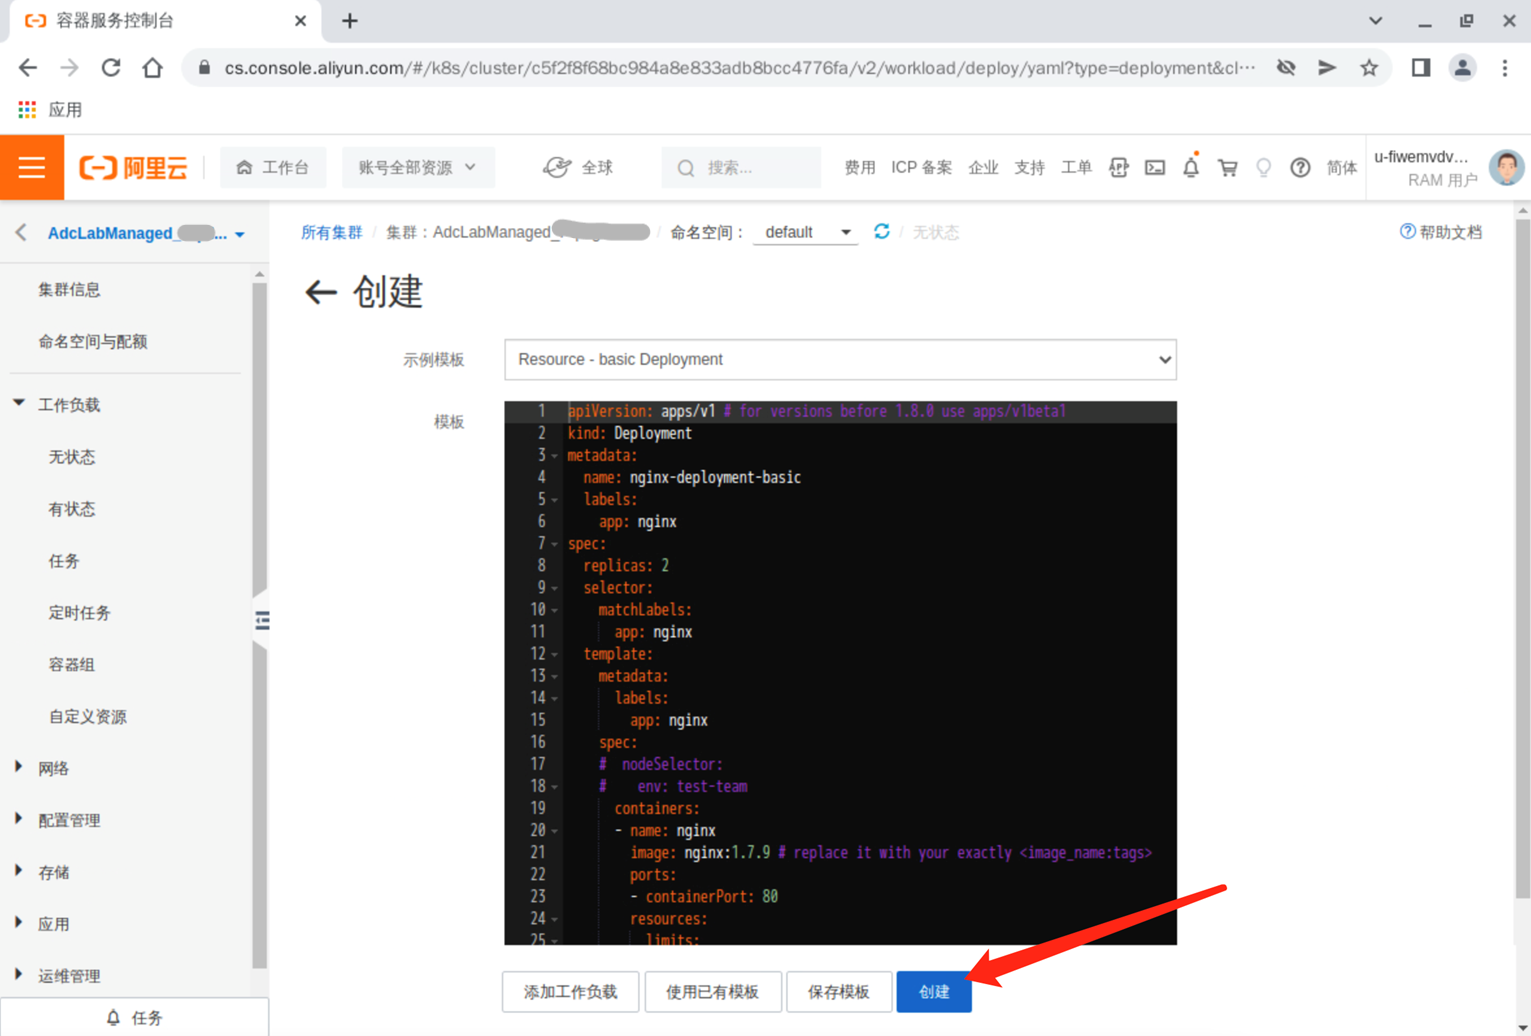 容器服务控制台
cs.console.aliyun.com/#/k8s/cluster/c5f2f8f68bc984a8e833adb8bcc4776fa/v2/workload/deploy/yaml?type=deployment&cl···
应用
阿里云
工作台
账号全部资源
全球
搜索...
费用
ICP 备案
企业
支持
工单
简体
u-fiwemvdv...
RAM 用户
AdcLabManaged_ ...
所有集群 / 集群：AdcLabManaged_ / 命名空间： default / 无状态
帮助文档
集群信息
命名空间与配额
工作负载
无状态
有状态
任务
定时任务
容器组
自定义资源
网络
配置管理
存储
应用
运维管理
任务
创建
示例模板
Resource - basic Deployment
模板
1 apiVersion: apps/v1 # for versions before 1.8.0 use apps/v1beta1
2 kind: Deployment
3 metadata:
4 name: nginx-deployment-basic
5 labels:
6 app: nginx
7 spec:
8 replicas: 2
9 selector:
10 matchLabels:
11 app: nginx
12 template:
13 metadata:
14 labels:
15 app: nginx
16 spec:
17 # nodeSelector:
18 # env: test-team
19 containers:
20 - name: nginx
21 image: nginx:1.7.9 # replace it with your exactly <image_name:tags>
22 ports:
23 - containerPort: 80
24 resources:
25 limits:
添加工作负载
使用已有模板
保存模板
创建